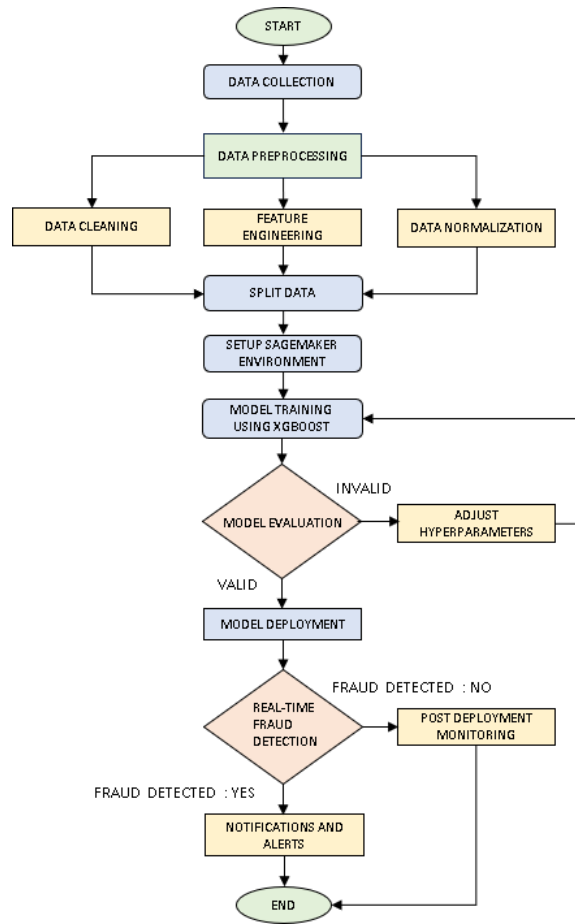 START
DATA COLLECTION
DATA PREPROCESSING
DATA CLEANING
FEATURE
ENGINEERING
DATA NORMALIZATION
SPLIT DATA
SETUP SAGEMAKER
ENVIRONMENT
MODEL TRAINING
USING XGBOOST
INVALID
MODEL EVALUATION
ADJUST
HYPERPARAMETERS
VALID
MODEL DEPLOYMENT
FRAUD DETECTED : NO
REAL-TIME
FRAUD
DETECTION
POST DEPLOYMENT
MONITORING
FRAUD DETECTED : YES
NOTIFICATIONS AND
ALERTS
END